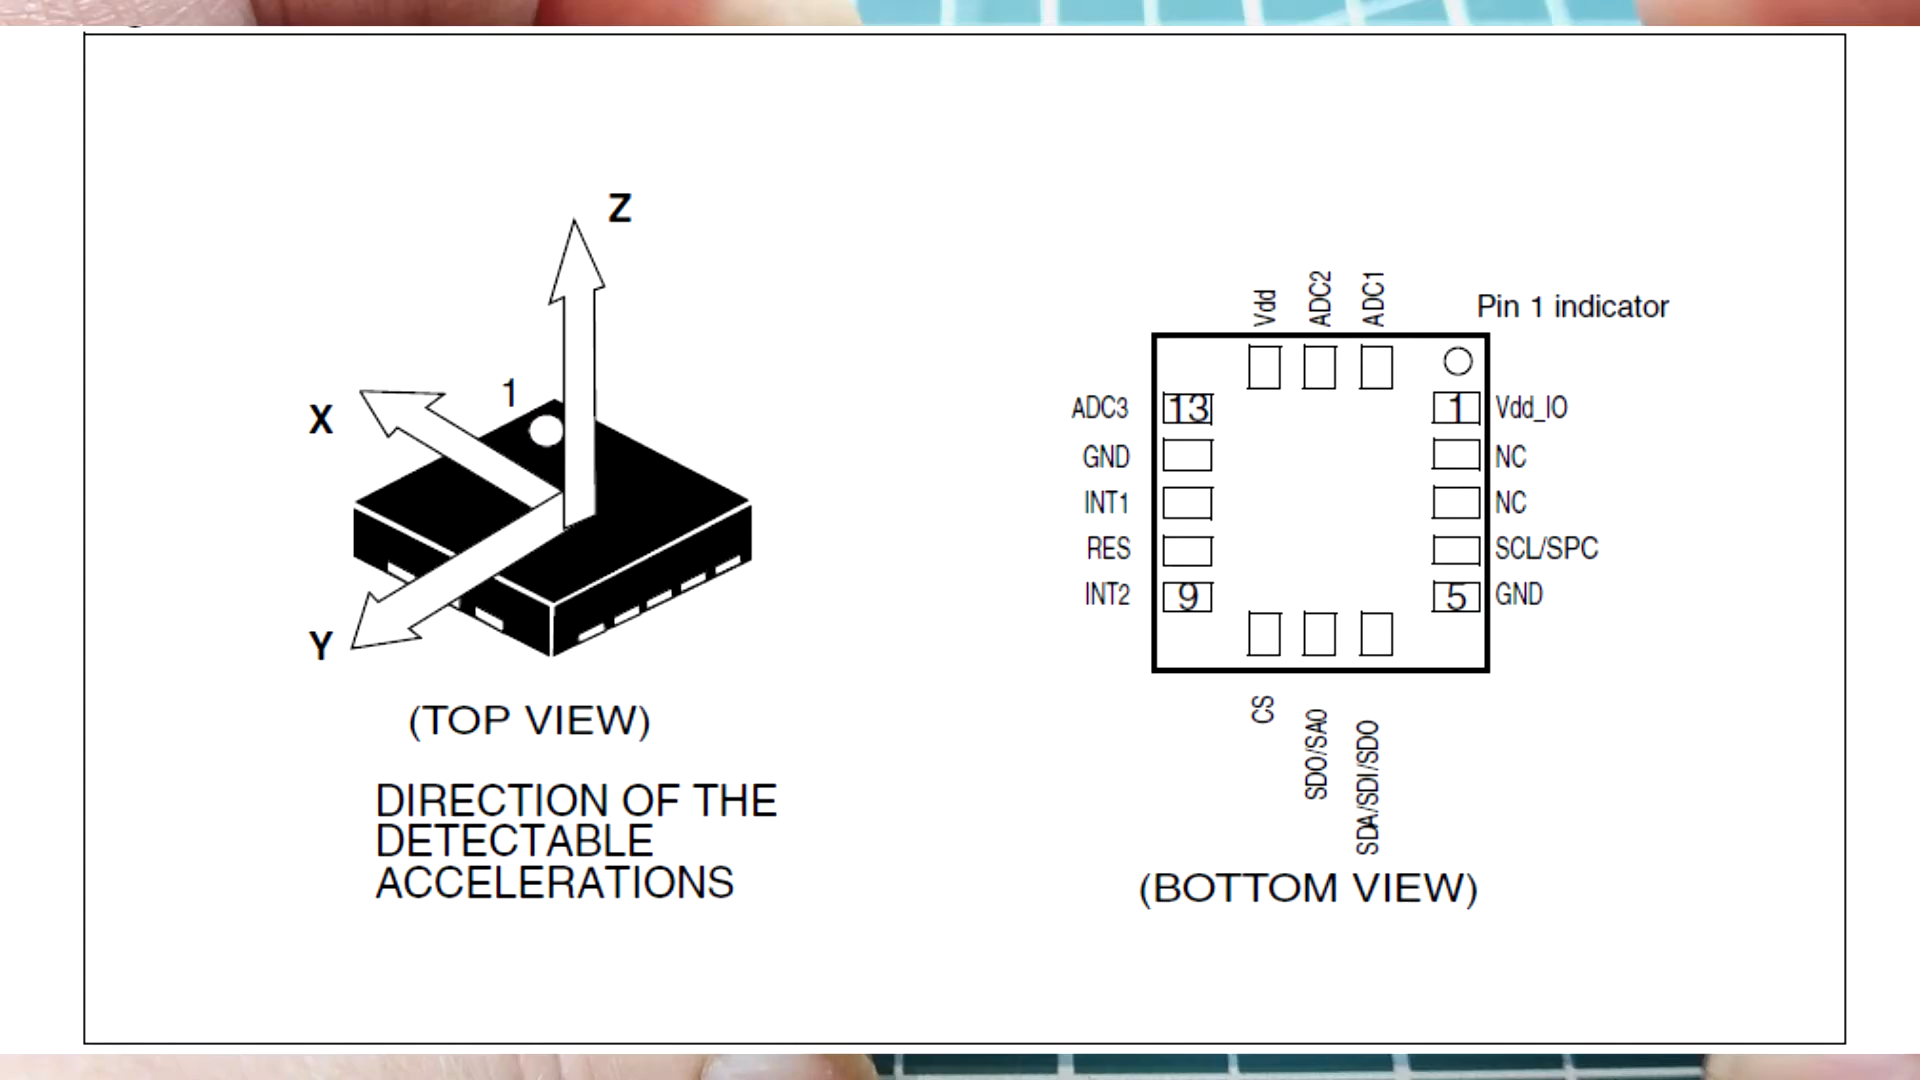 Z
X
1
Y
(TOP VIEW)
DIRECTION OF THE
DETECTABLE
ACCELERATIONS
Vdd
ADC2
ADC1
Pin 1 indicator
ADC3
13
1
Vdd_IO
GND
NC
INT1
NC
RES
SCL/SPC
INT2
9
5
GND
CS
SDO/SA0
SDA/SDI/SDO
(BOTTOM VIEW)